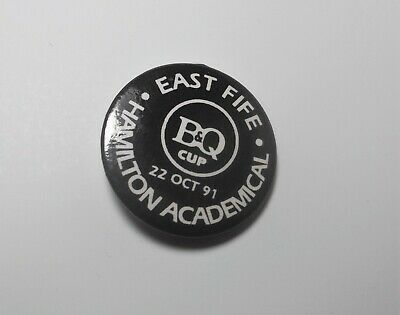 • EAST FIFE •
B&Q
CUP
22 OCT 91
HAMILTON ACADEMICAL